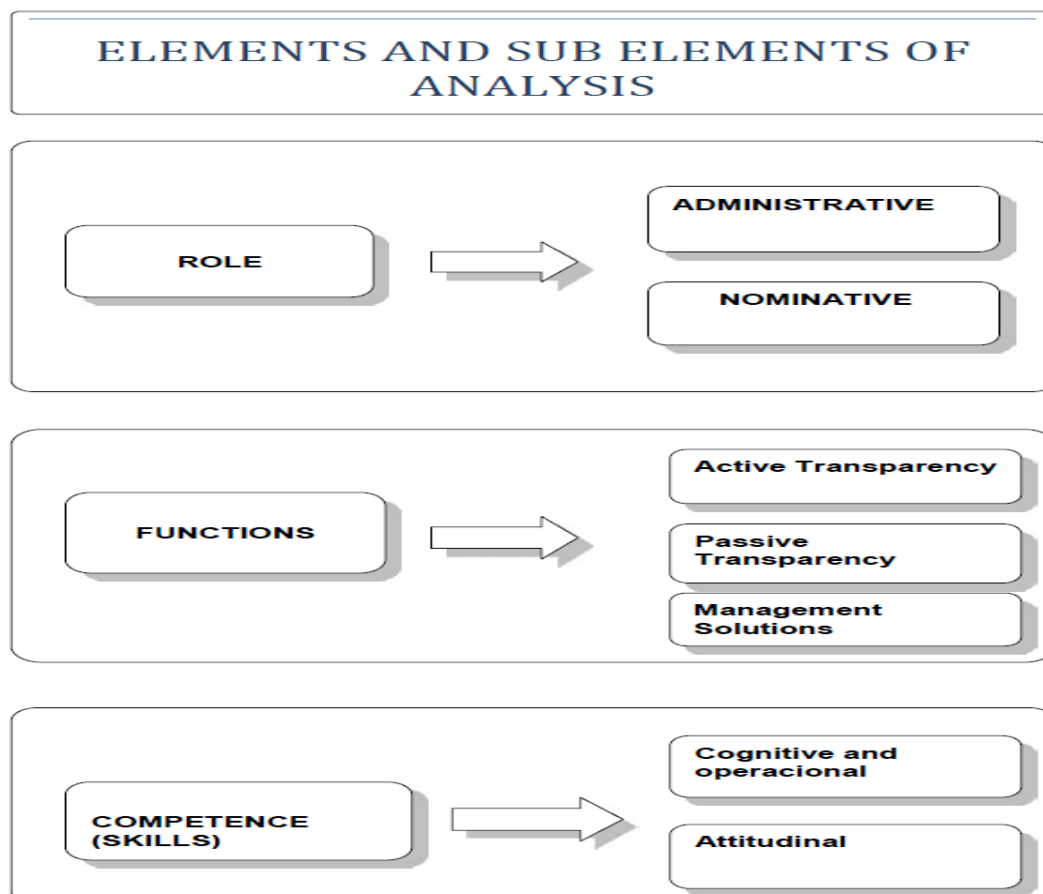 ELEMENTS AND SUB ELEMENTS OF
ANALYSIS
ROLE
ADMINISTRATIVE
NOMINATIVE
FUNCTIONS
Active Transparency
Passive
Transparency
Management
Solutions
COMPETENCE
(SKILLS)
Cognitive and
operacional
Attitudinal